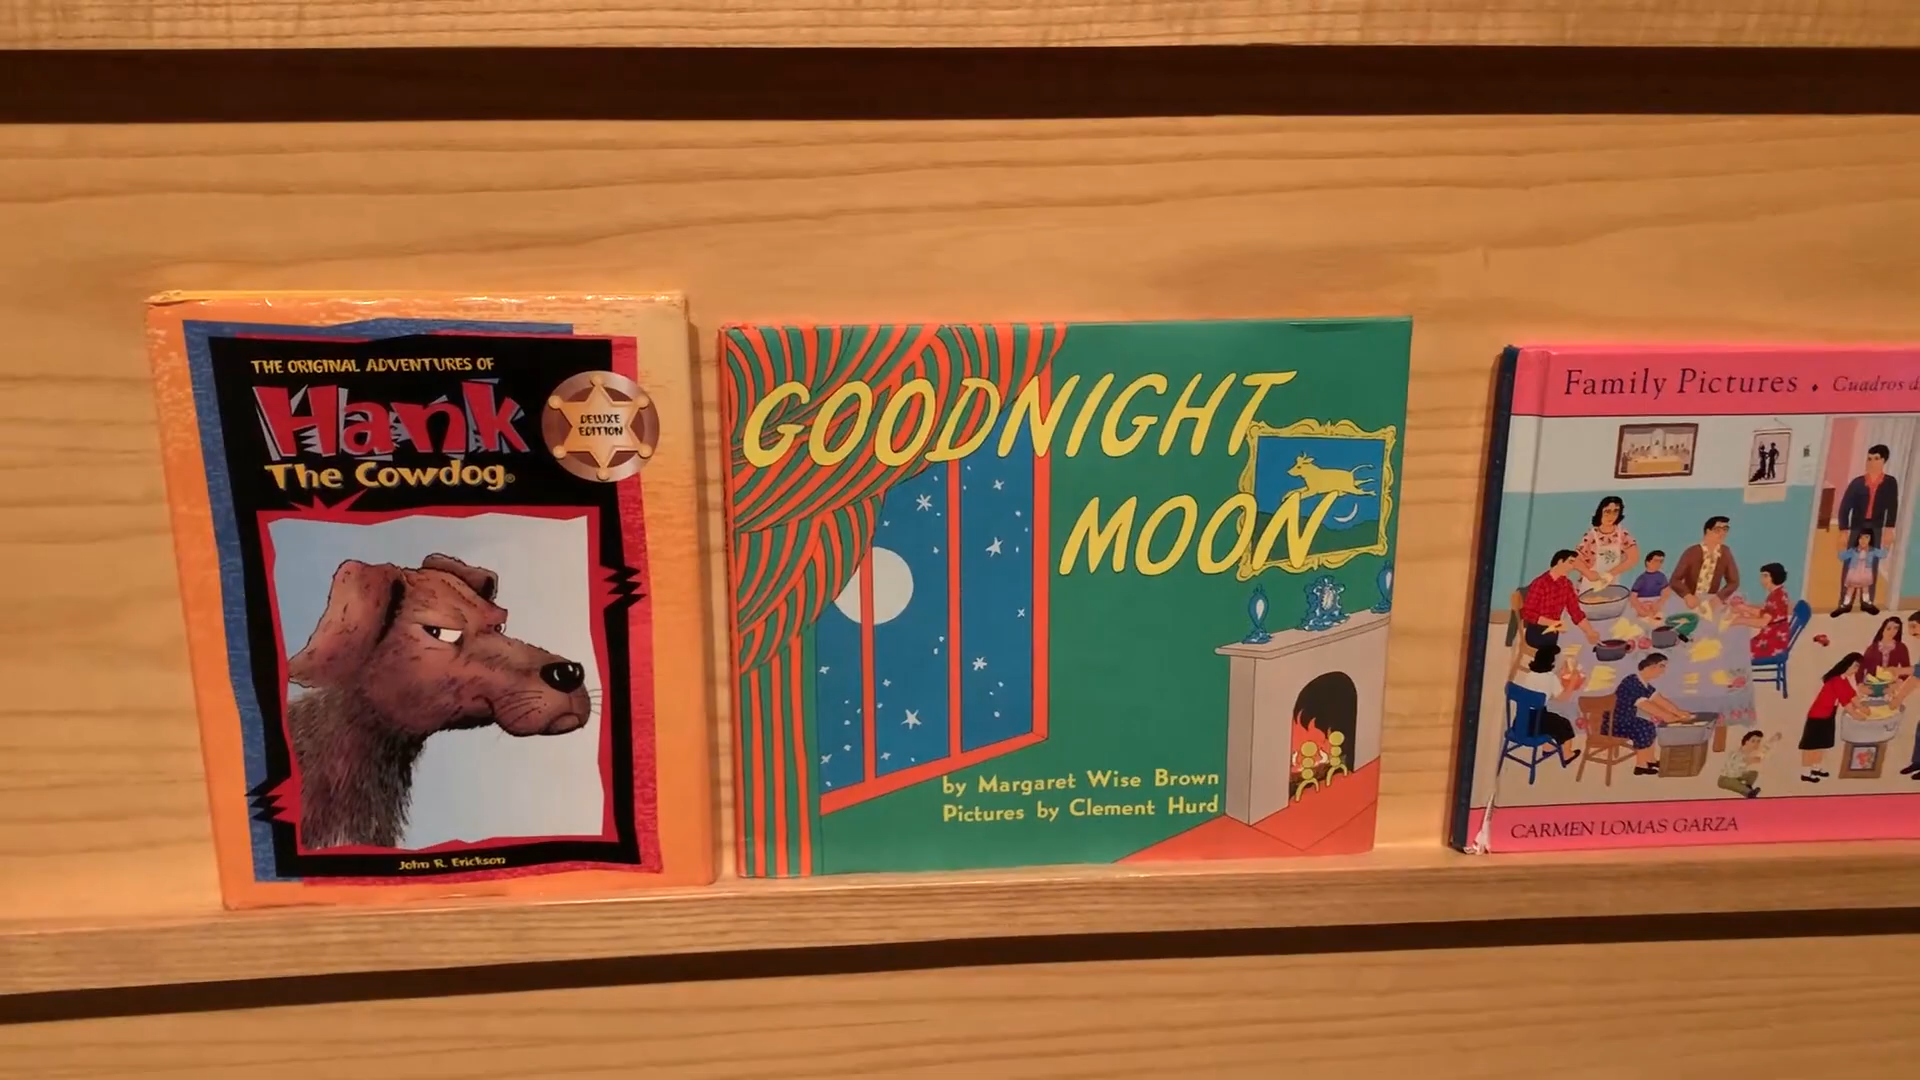 THE ORIGINAL ADVENTURES OF
Hank
The Cowdog®
DELUXE
EDITION
John R. Erickson
GOODNIGHT
MOON
by Margaret Wise Brown
Pictures by Clement Hurd
Family Pictures • Cuadros d
CARMEN LOMAS GARZA